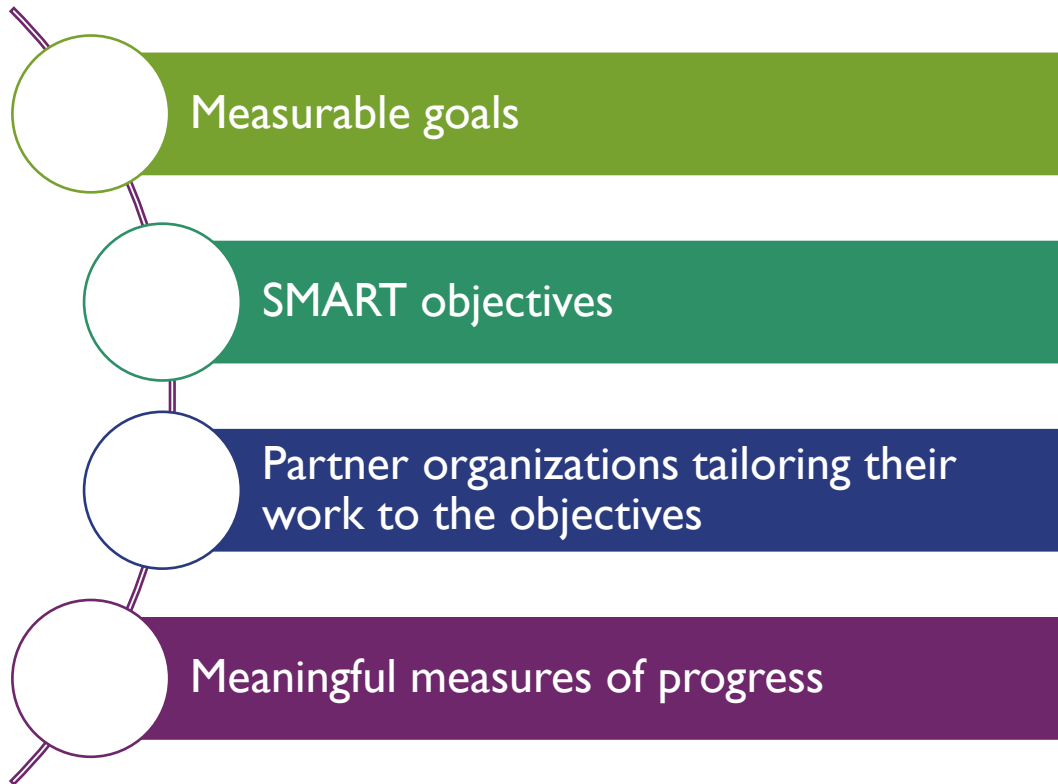 Measurable goals
SMART objectives
Partner organizations tailoring their
work to the objectives
Meaningful measures of progress